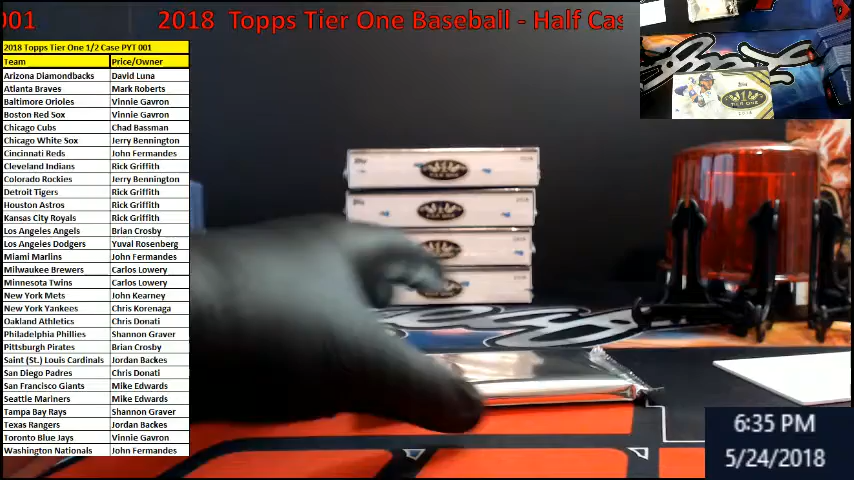 001 2018 Topps Tier One Baseball - Half Cas
2018 Topps Tier One 1/2 Case PYT 001
Team Price/Owner
Arizona Diamondbacks David Luna
Atlanta Braves Mark Roberts
Baltimore Orioles Vinnie Gavron
Boston Red Sox Vinnie Gavron
Chicago Cubs Chad Bassman
Chicago White Sox Jerry Bennington
Cincinnati Reds John Fermandes
Cleveland Indians Rick Griffith
Colorado Rockies Jerry Bennington
Detroit Tigers Rick Griffith
Houston Astros Rick Griffith
Kansas City Royals Rick Griffith
Los Angeles Angels Brian Crosby
Los Angeles Dodgers Yuval Rosenberg
Miami Marlins John Fermandes
Milwaukee Brewers Carlos Lowery
Minnesota Twins Carlos Lowery
New York Mets John Kearney
New York Yankees Chris Korenaga
Oakland Athletics Chris Donati
Philadelphia Phillies Shannon Graver
Pittsburgh Pirates Brian Crosby
Saint (St.) Louis Cardinals Jordan Backes
San Diego Padres Chris Donati
San Francisco Giants Mike Edwards
Seattle Mariners Mike Edwards
Tampa Bay Rays Shannon Graver
Texas Rangers Jordan Backes
Toronto Blue Jays Vinnie Gavron
Washington Nationals John Fermandes
TIER ONE
6:35 PM
5/24/2018